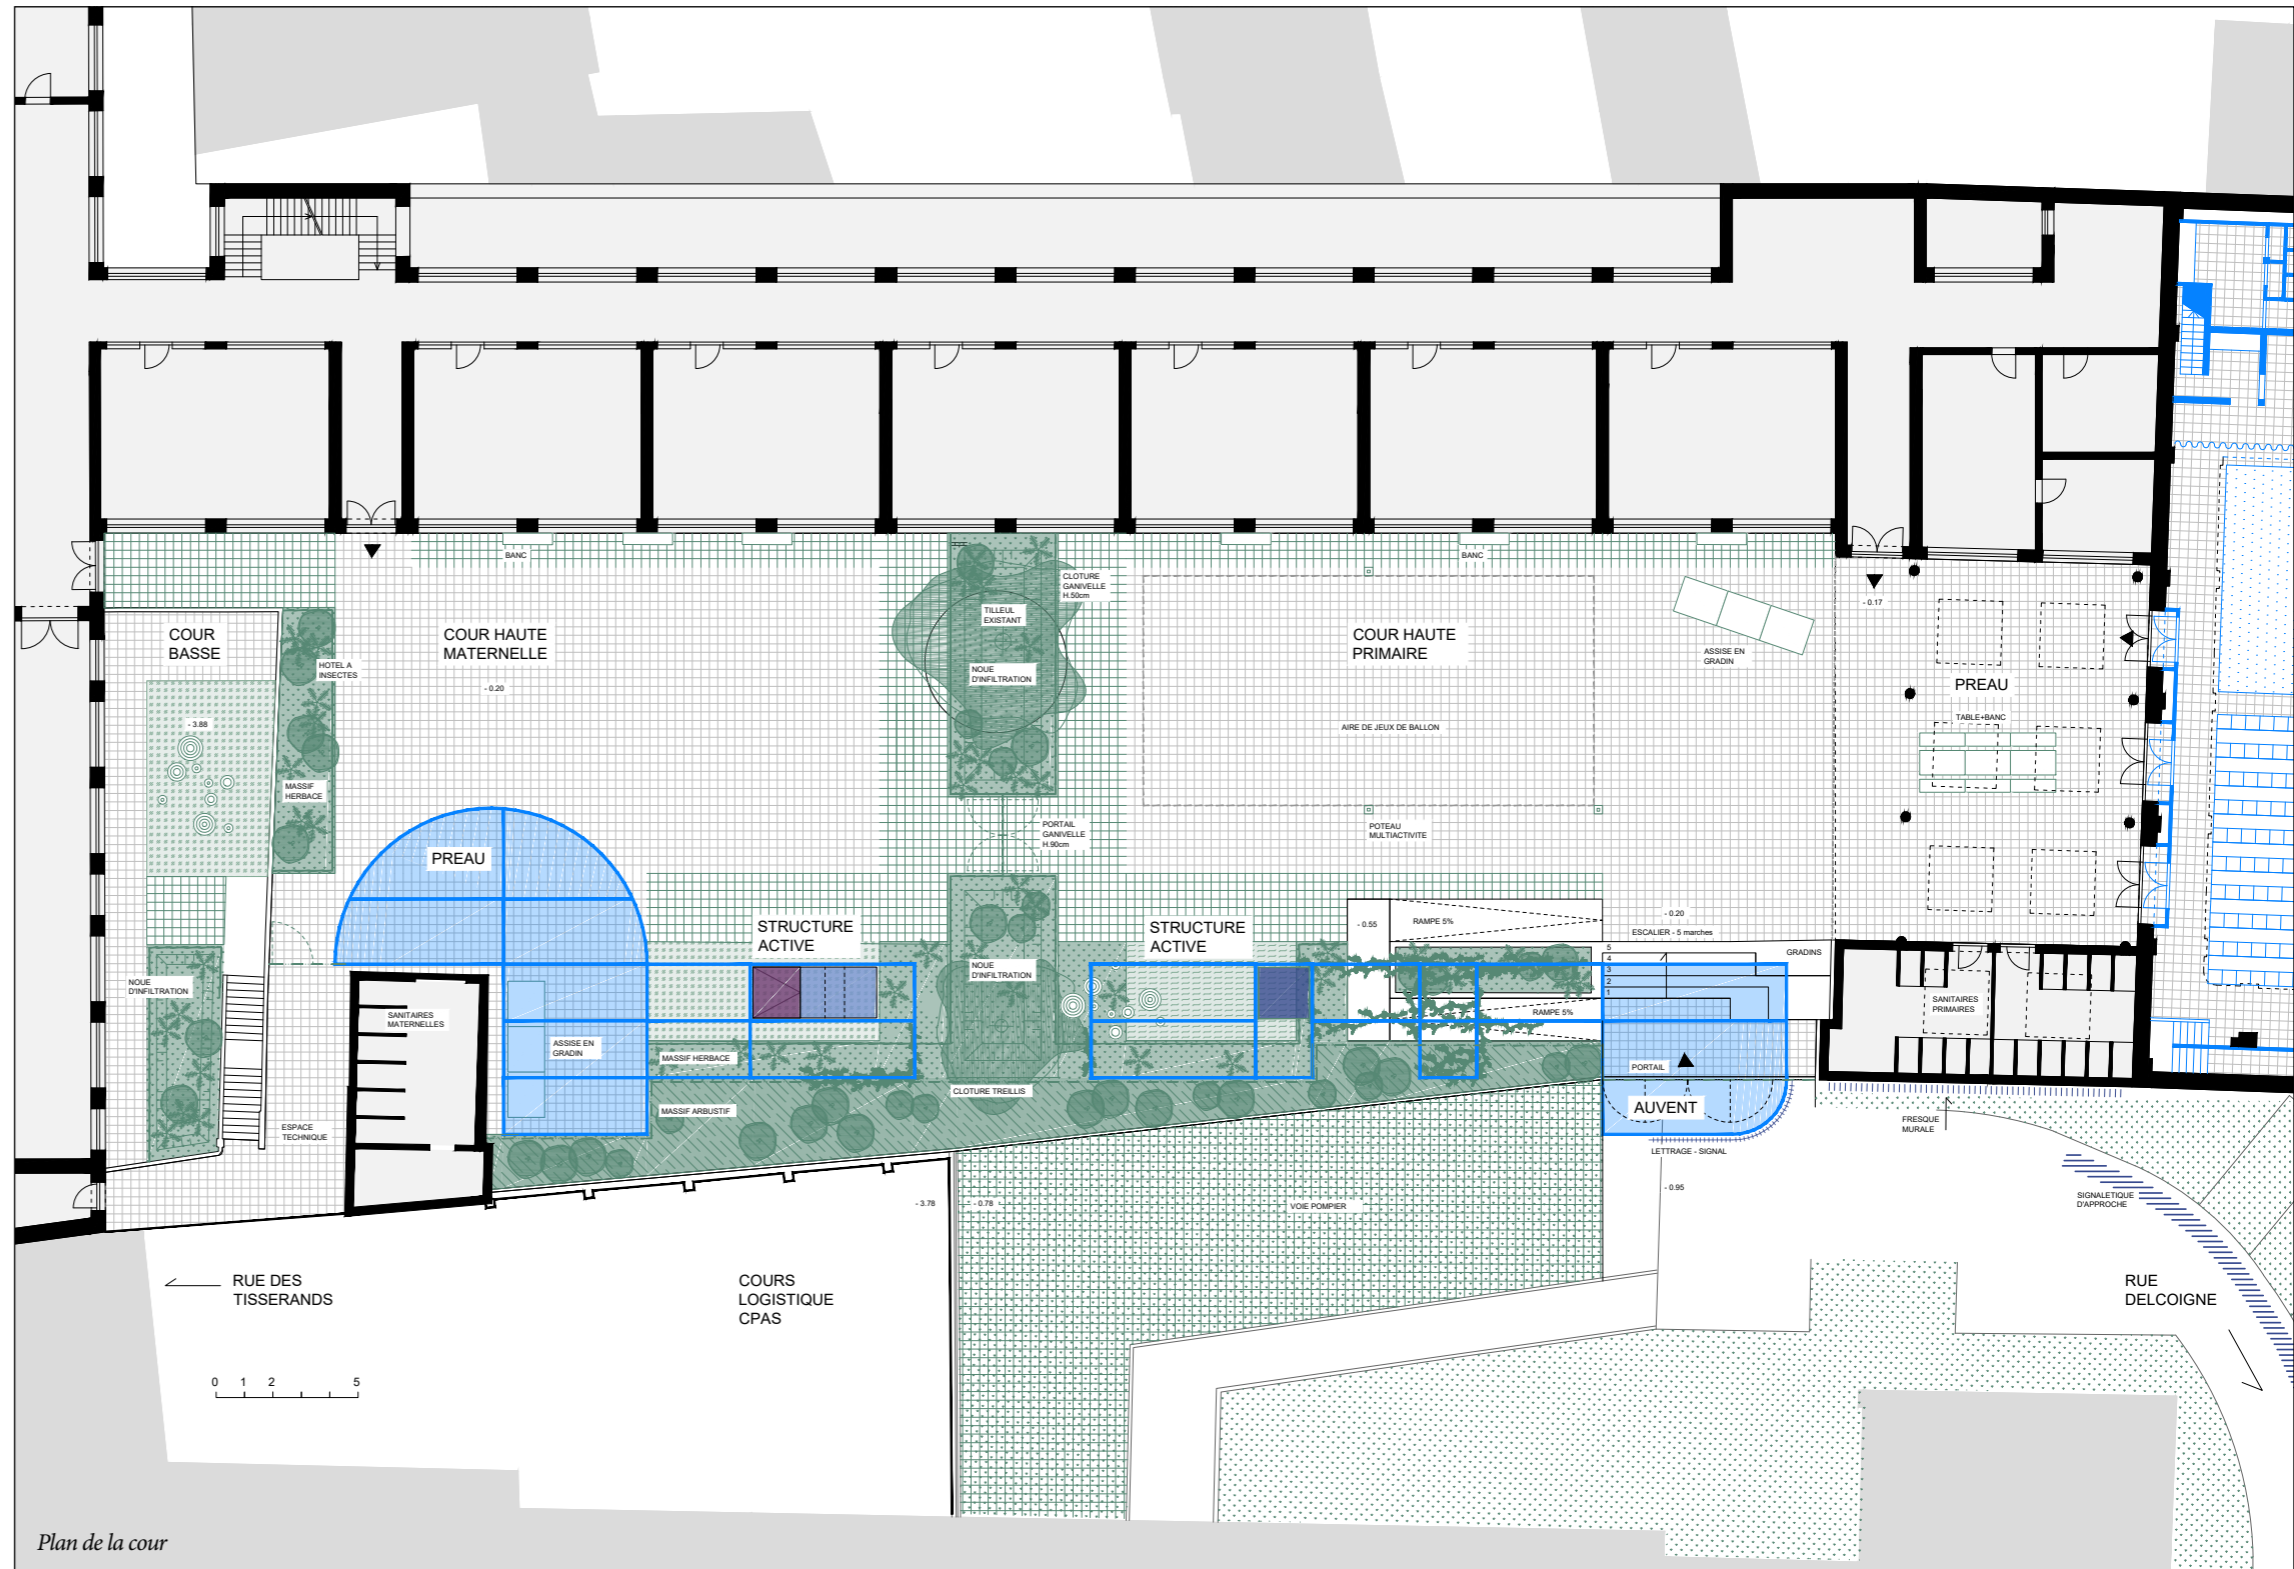 BANC
BANC
CLOTURE
GANIVELLE
H.50cm
- 0.17
TILLEUL
EXISTANT
COUR
BASSE
COUR HAUTE
MATERNELLE
COUR HAUTE
PRIMAIRE
HOTEL A
INSECTES
NOUE
D'INFILTRATION
ASSISE EN
GRADIN
- 0.20
PREAU
- 3.88
TABLE+BANC
AIRE DE JEUX DE BALLON
MASSIF
HERBACE
PORTAIL
GANIVELLE
H.90cm
POTEAU
MULTIACTIVITE
PREAU
STRUCTURE
ACTIVE
STRUCTURE
ACTIVE
- 0.55
RAMPE 5%
- 0.20
ESCALIER - 5 marches
GRADINS
5
4
3
2
1
NOUE
D'INFILTRATION
NOUE
D'INFILTRATION
SANITAIRES
MATERNELLES
SANITAIRES
PRIMAIRES
RAMPE 5%
ASSISE EN
GRADIN
MASSIF HERBACE
PORTAIL
CLOTURE TREILLIS
MASSIF ARBUSTIF
AUVENT
ESPACE
TECHNIQUE
FRESQUE
MURALE
LETTRAGE - SIGNAL
- 0.95
- 3.78
- 0.78
VOIE POMPIER
SIGNALETIQUE
D'APPROCHE
RUE DES
TISSERANDS
COURS
LOGISTIQUE
CPAS
RUE
DELCOIGNE
0 1 2 5
Plan de la cour